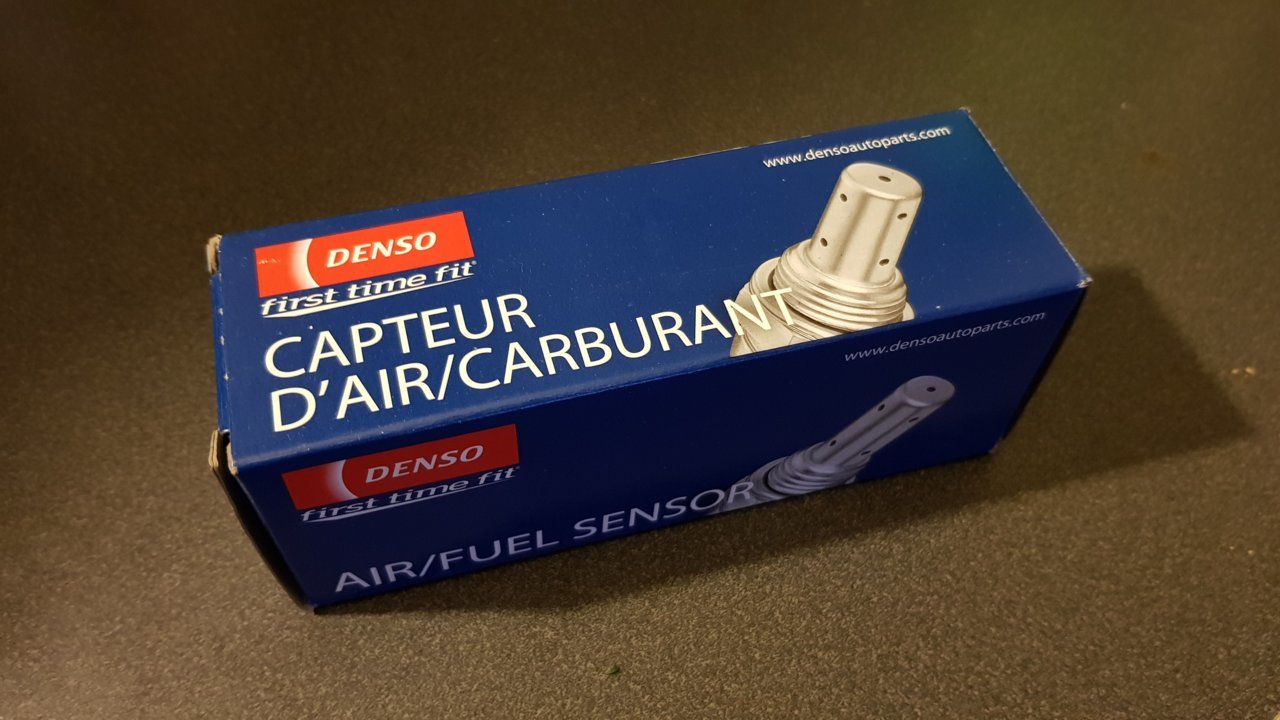 www.densoautoparts.com
DENSO
first time fit®
CAPTEUR
D'AIR/CARBURANT
www.densoautoparts.com
DENSO
first time fit®
AIR/FUEL SENSOR